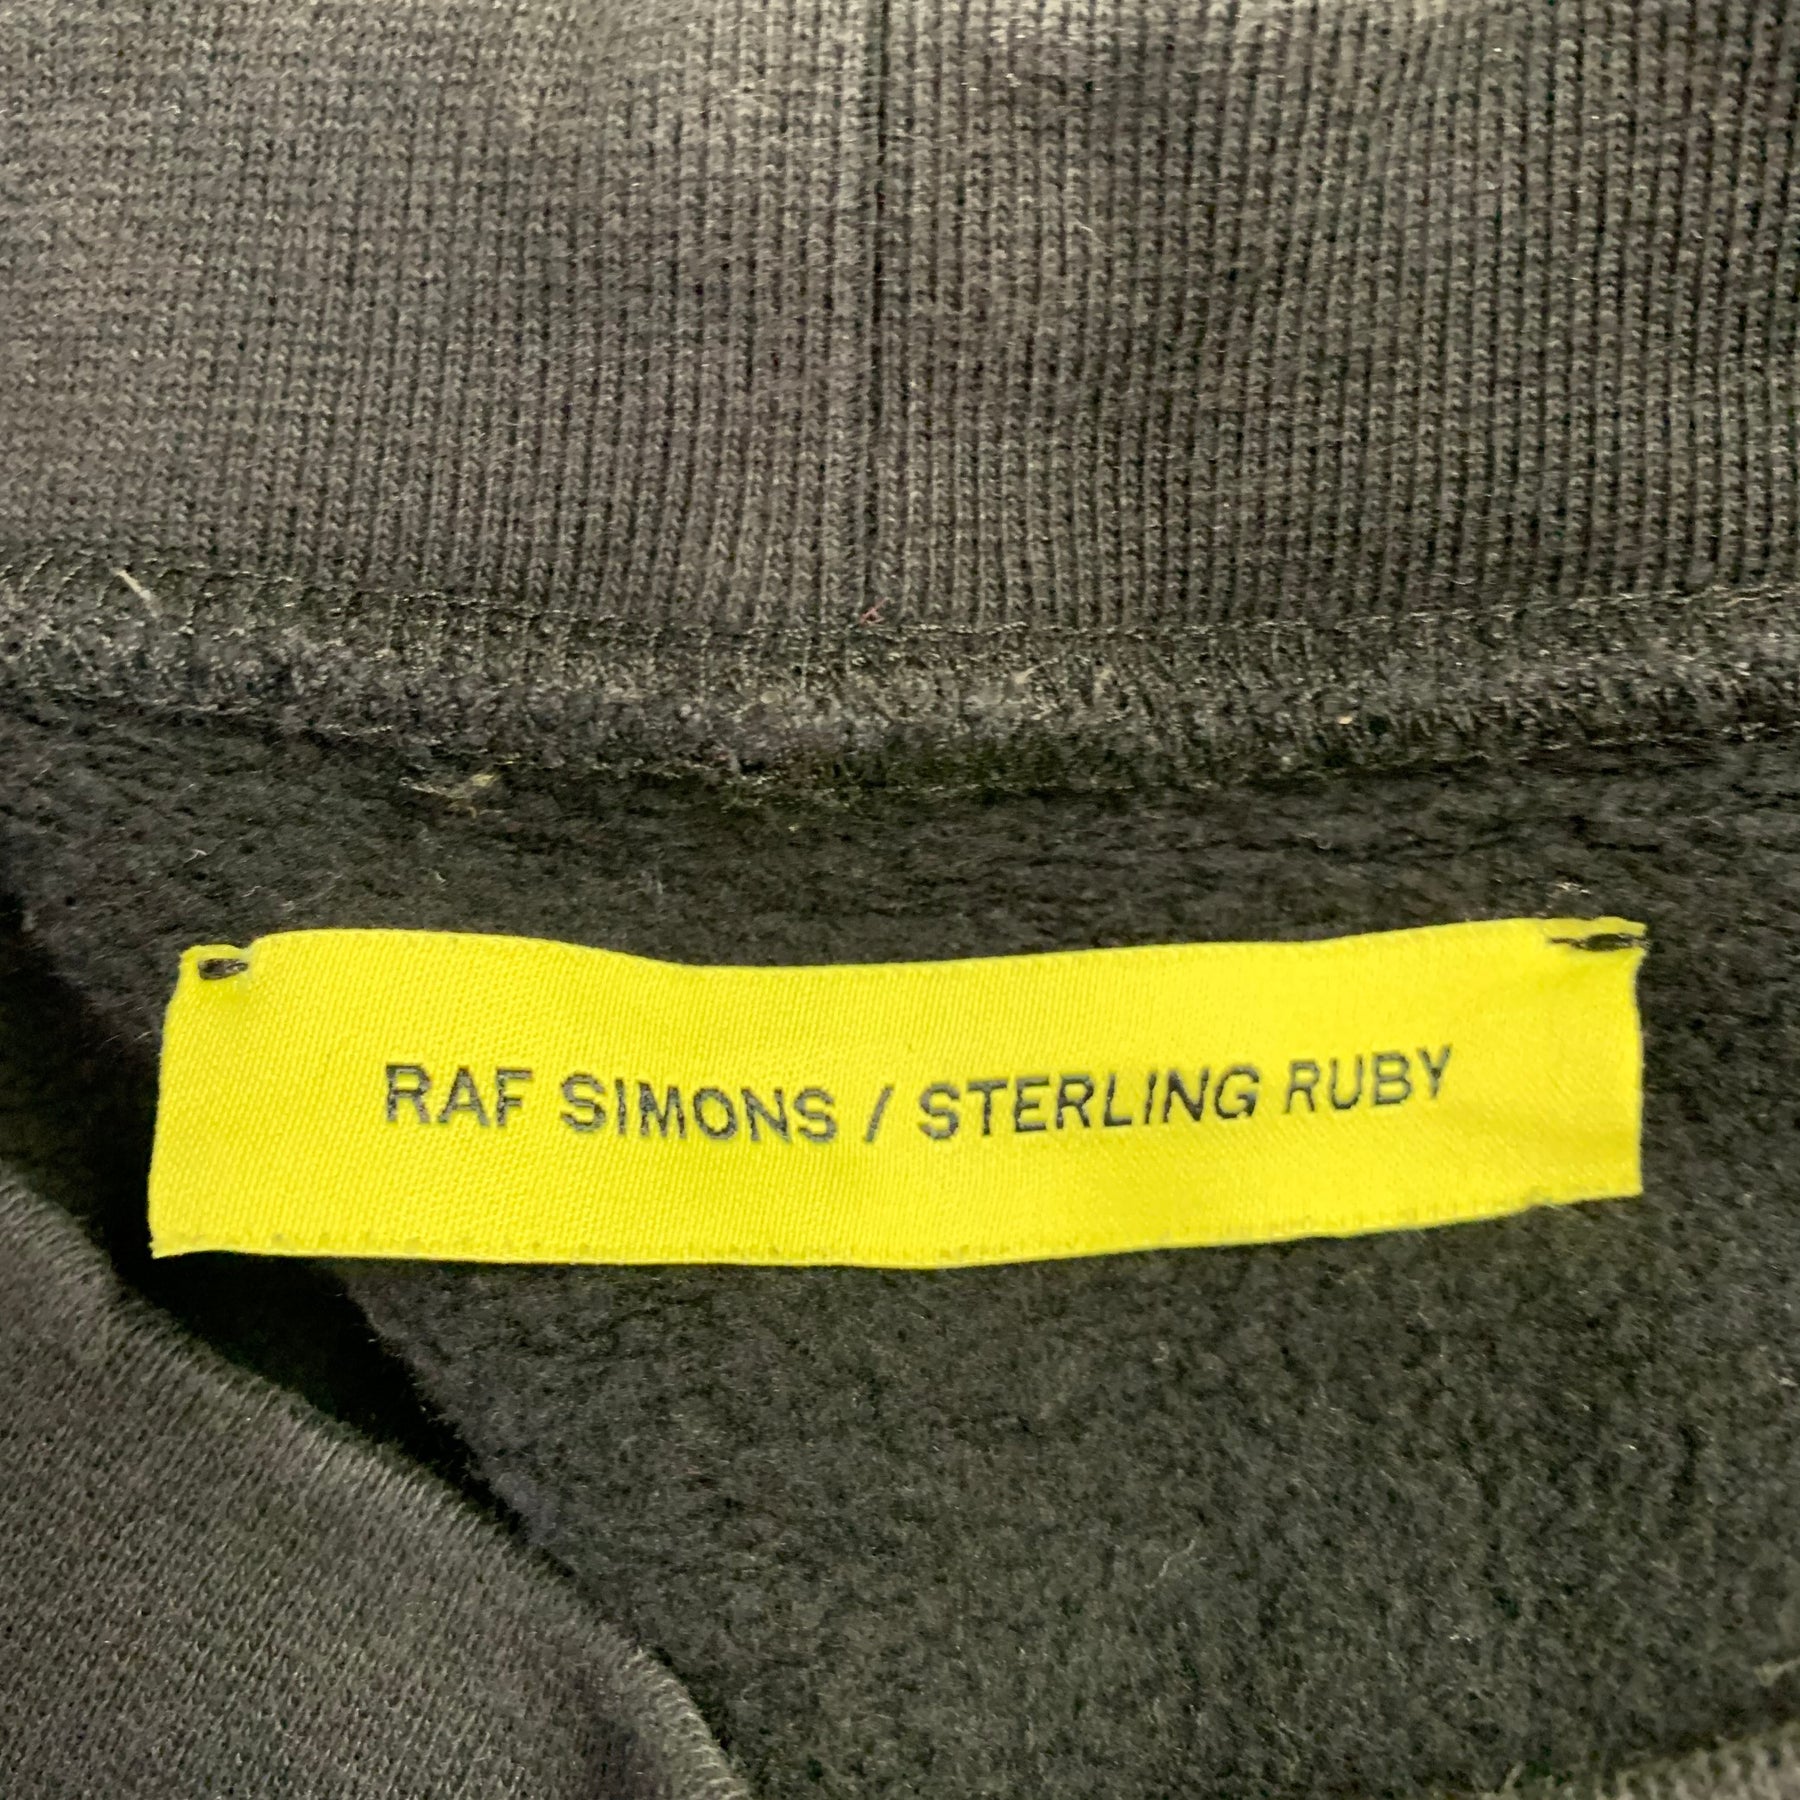 RAF SIMONS / STERLING RUBY